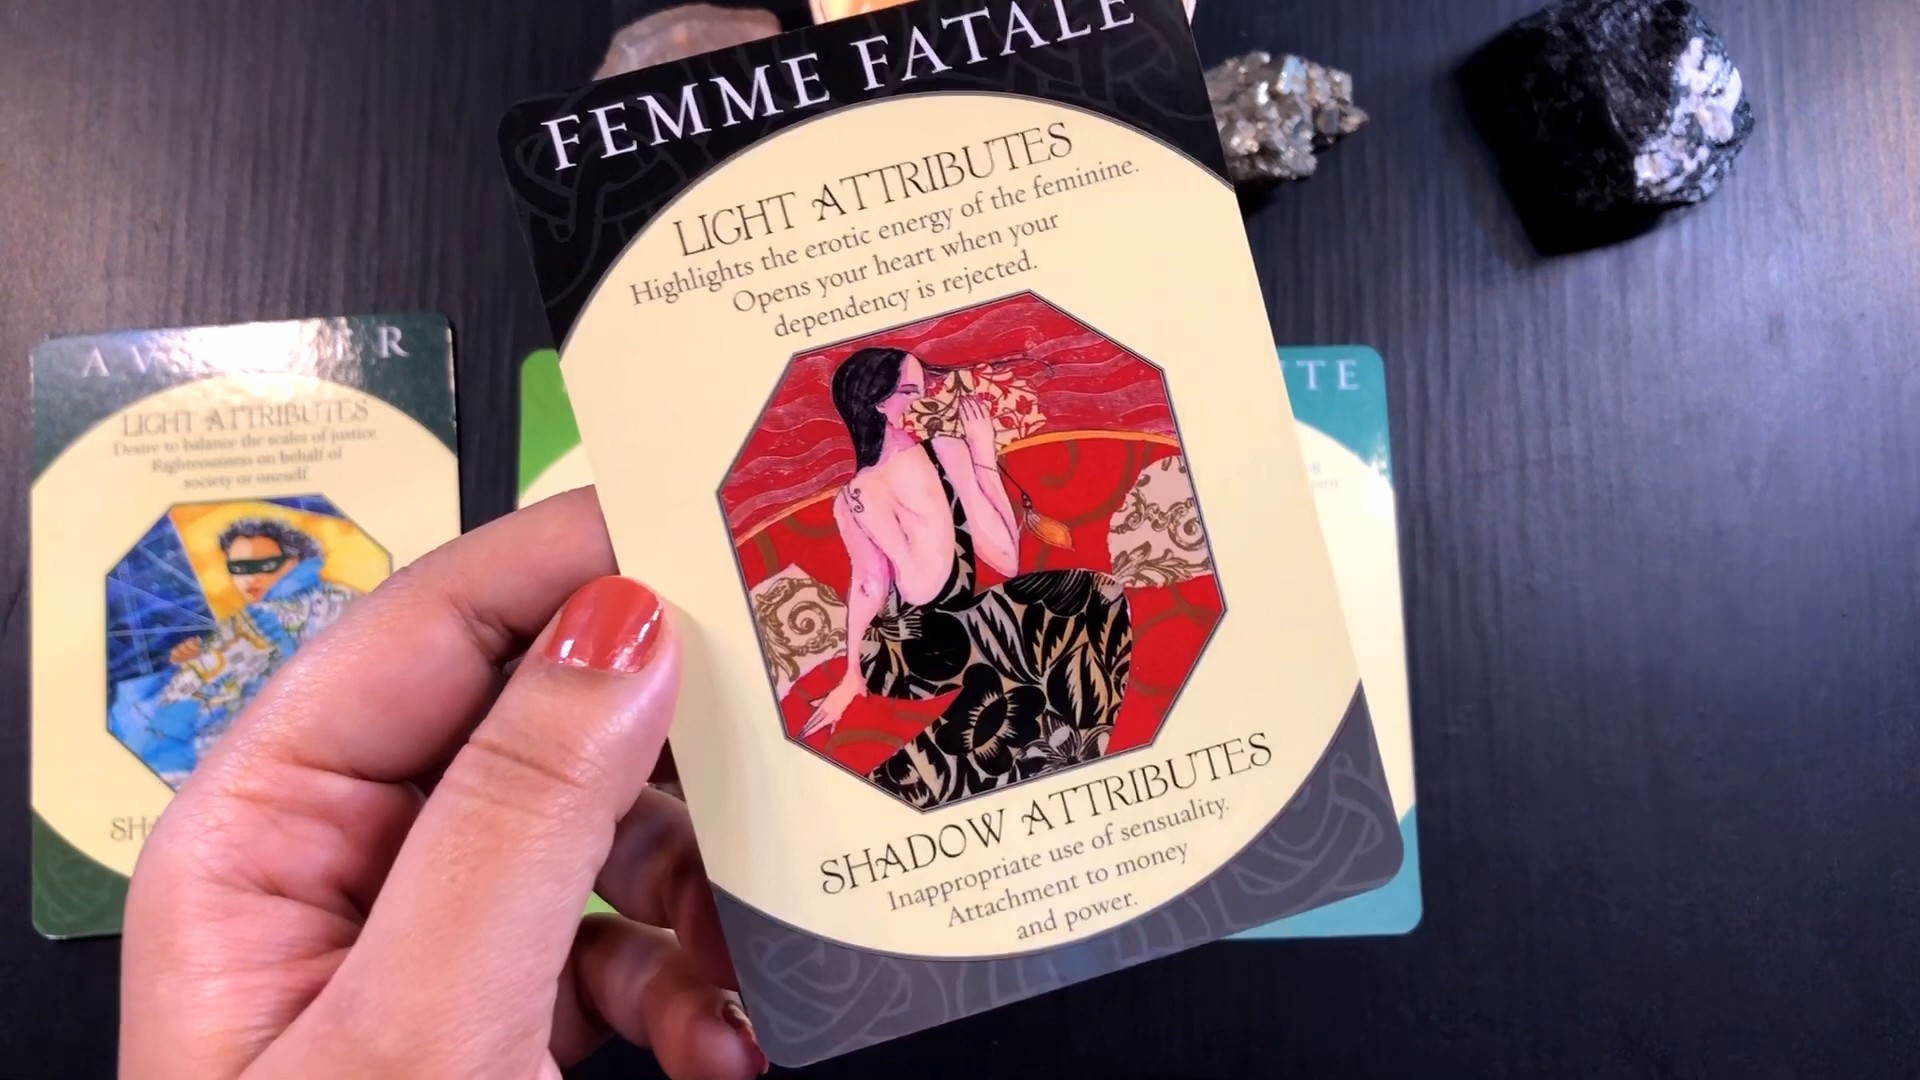 FEMME FATALE
LIGHT ATTRIBUTES
Highlights the erotic energy of the feminine.
Opens your heart when your
dependency is rejected.
SHADOW ATTRIBUTES
Inappropriate use of sensuality.
Attachment to money
and power.
LIGHT ATTRIBUTES
Desire to balance the scales of justice.
Righteousness on behalf of
society or oneself.
SH
TE